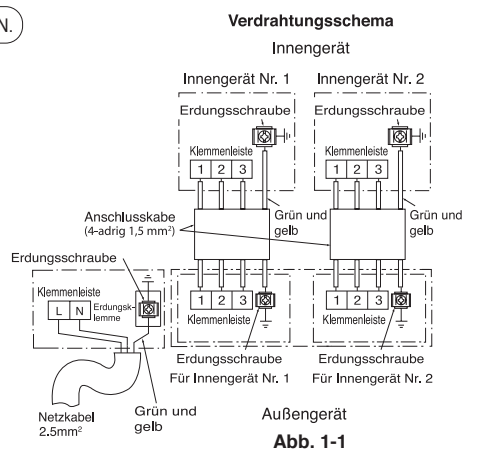 N.
Verdrahtungsschema
Innengerät
Innengerät Nr. 1
Innengerät Nr. 2
Erdungsschraube
Erdungsschraube
Klemmenleiste
Klemmenleiste
1 2 3
1 2 3
Anschlusskabe
(4-adrig 1,5 mm²)
Grün und
gelb
Grün und
gelb
Erdungsschraube
Klemmenleiste
L N
Erdungsk-
lemme
1 2 3
1 2 3
Klemmenleiste
Klemmenleiste
Erdungsschraube
Erdungsschraube
Für Innengerät Nr. 1
Für Innengerät Nr. 2
Netzkabel
2.5mm²
Grün und
gelb
Außengerät
Abb. 1-1